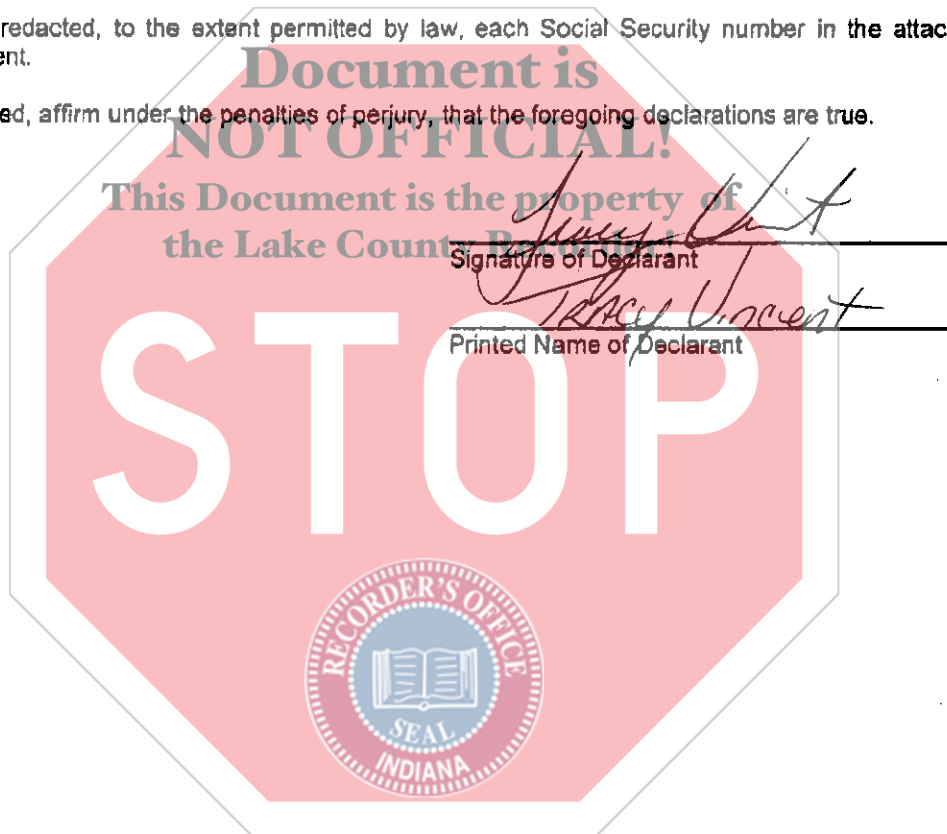 redacted, to the extent permitted by law, each Social Security number in the attac
ent.
Document is
ed, affirm under the penalties of perjury, that the foregoing declarations are true.
NOT OFFICIAL!
This Document is the property of
the Lake County Recorder!
Tracy Vincent
Signature of Declarant
TRACY Vincent
Printed Name of Declarant
STOP
RECORDER'S OFFICE
SEAL
INDIANA